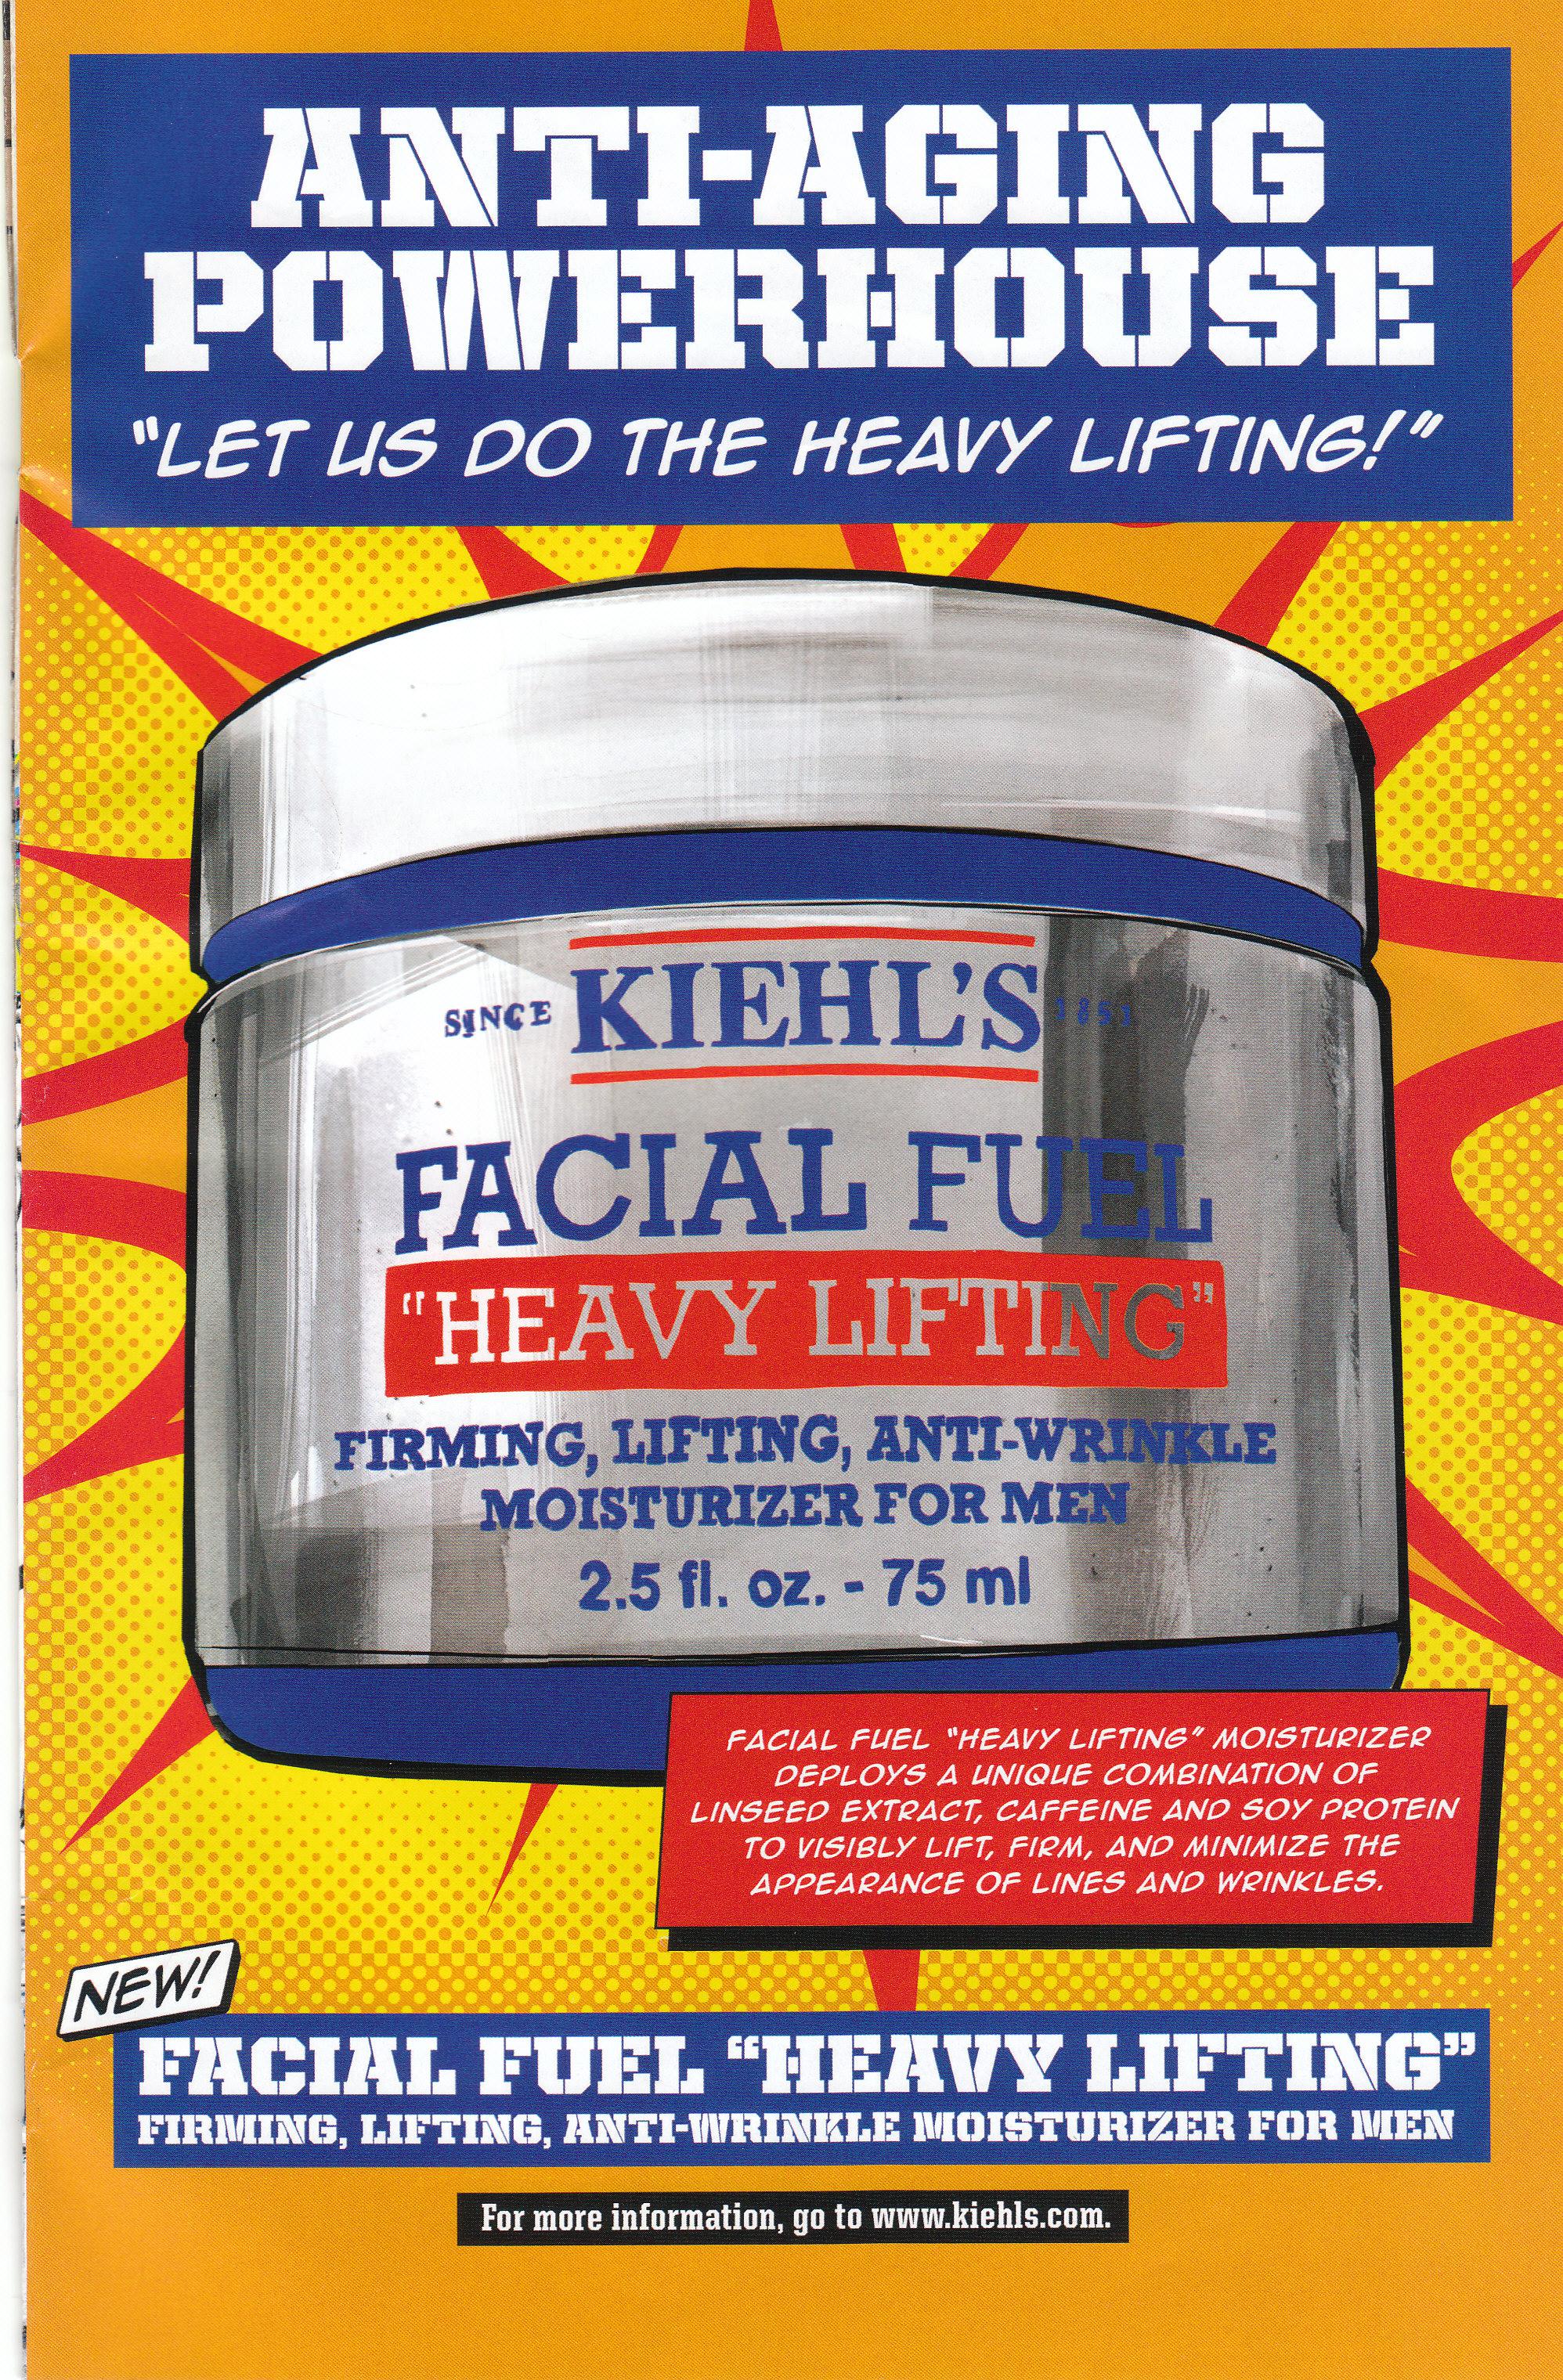 ANTI-AGING
POWERHOUSE
"LET US DO THE HEAVY LIFTING!"
SINCE KIEHL'S 1851
FACIAL FUEL
"HEAVY LIFTING"
FIRMING, LIFTING, ANTI-WRINKLE
MOISTURIZER FOR MEN
2.5 fl. oz. - 75 ml
FACIAL FUEL "HEAVY LIFTING" MOISTURIZER
DEPLOYS A UNIQUE COMBINATION OF
LINSEED EXTRACT, CAFFEINE AND SOY PROTEIN
TO VISIBLY LIFT, FIRM, AND MINIMIZE THE
APPEARANCE OF LINES AND WRINKLES.
NEW!
FACIAL FUEL "HEAVY LIFTING"
FIRMING, LIFTING, ANTI-WRINKLE MOISTURIZER FOR MEN
For more information, go to www.kiehls.com.